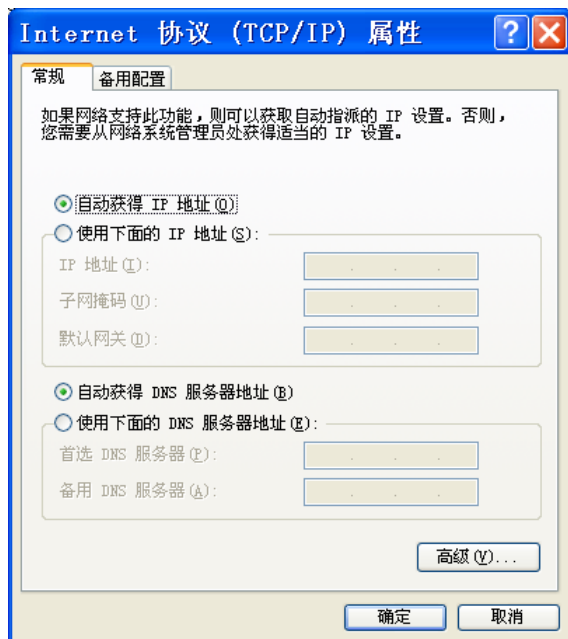 Internet 协议 (TCP/IP) 属性
常规
备用配置
如果网络支持此功能,则可以获取自动指派的 IP 设置。否则,
您需要从网络系统管理员处获得适当的 IP 设置。
自动获得 IP 地址(O)
使用下面的 IP 地址(S):
IP 地址(I):
子网掩码(U):
默认网关(D):
自动获得 DNS 服务器地址(B)
使用下面的 DNS 服务器地址(E):
首选 DNS 服务器(P):
备用 DNS 服务器(A):
高级(V)...
确定
取消